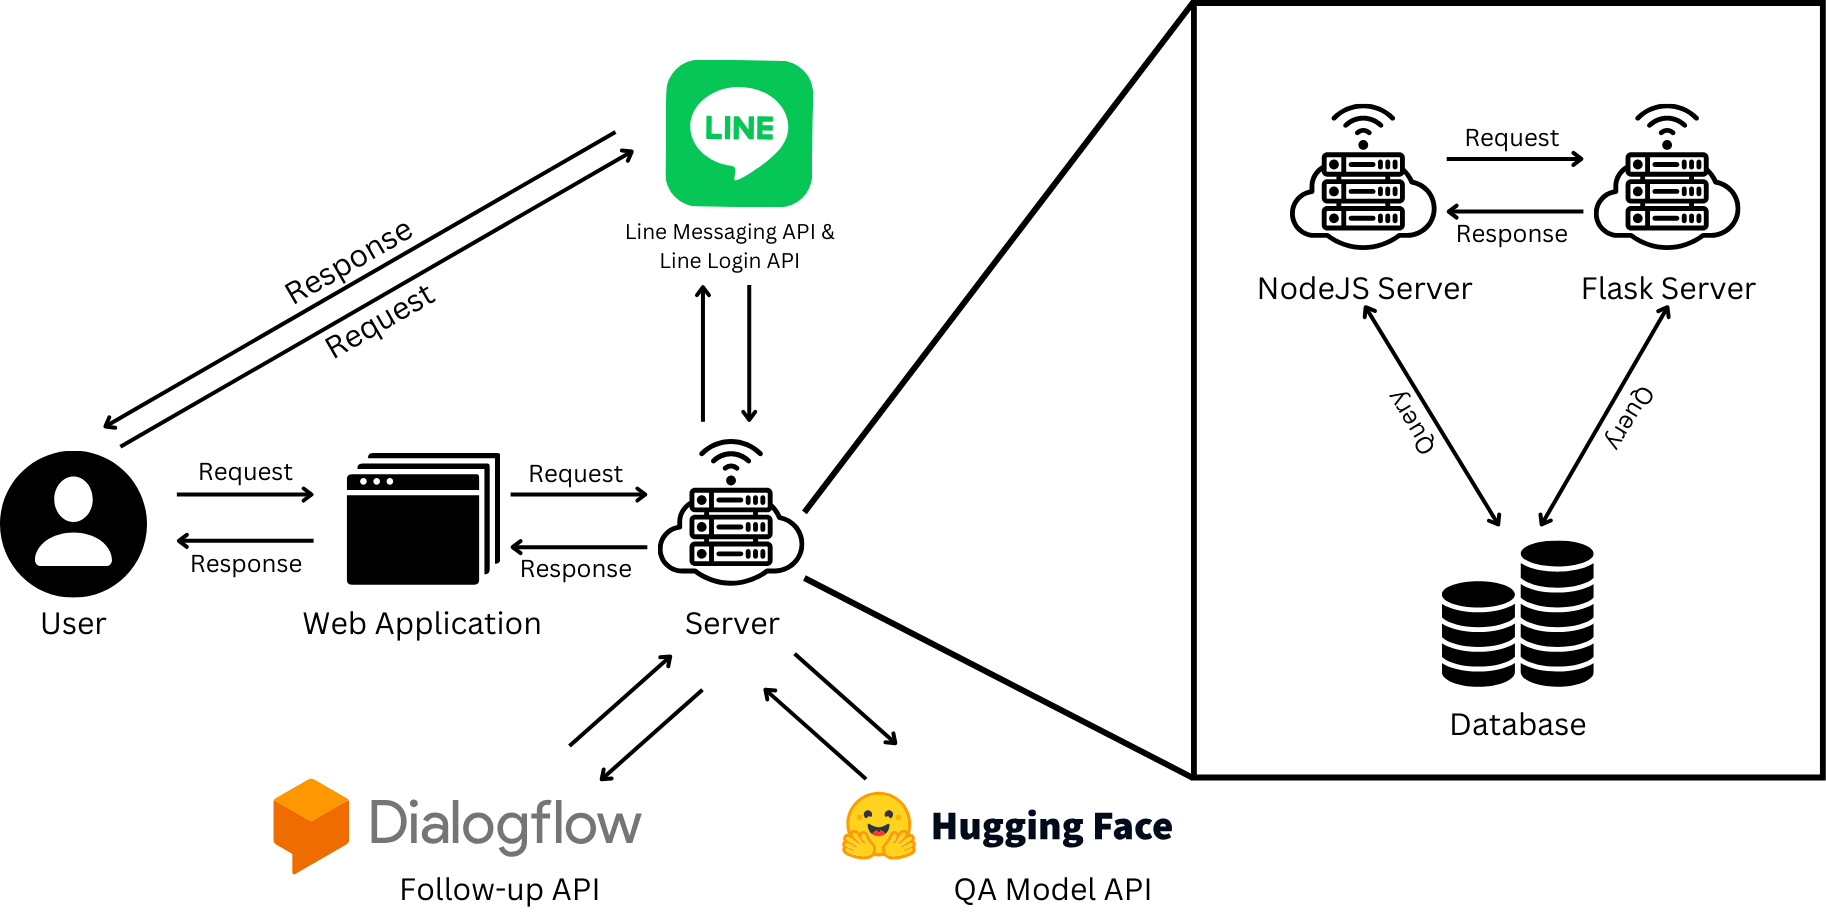 LINE
Line Messaging API &
Line Login API
Response
Request
Request
Response
User
Web Application
Request
Response
Server
Dialogflow
Follow-up API
Hugging Face
QA Model API
Request
Response
NodeJS Server
Flask Server
Query
Query
Database